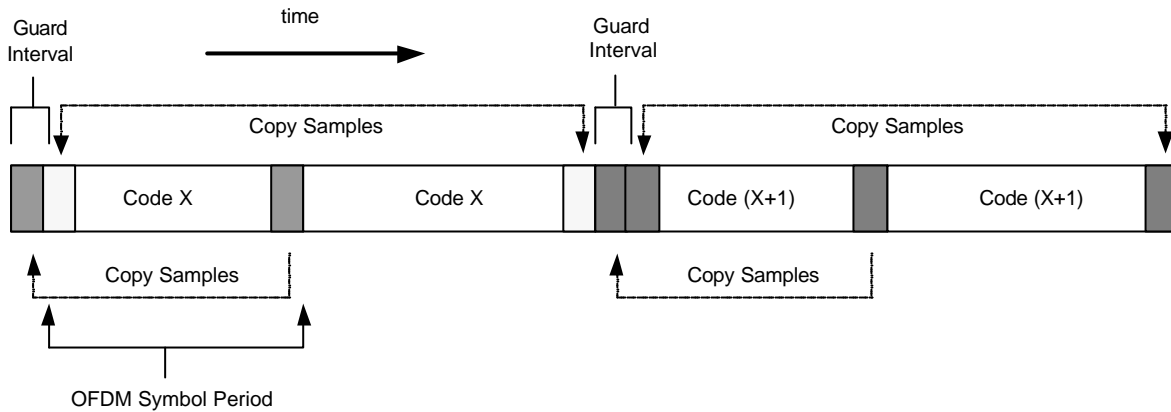 Guard
Interval
time
Guard
Interval
Copy Samples
Copy Samples
Code X
Code X
Code (X+1)
Code (X+1)
Copy Samples
Copy Samples
OFDM Symbol Period